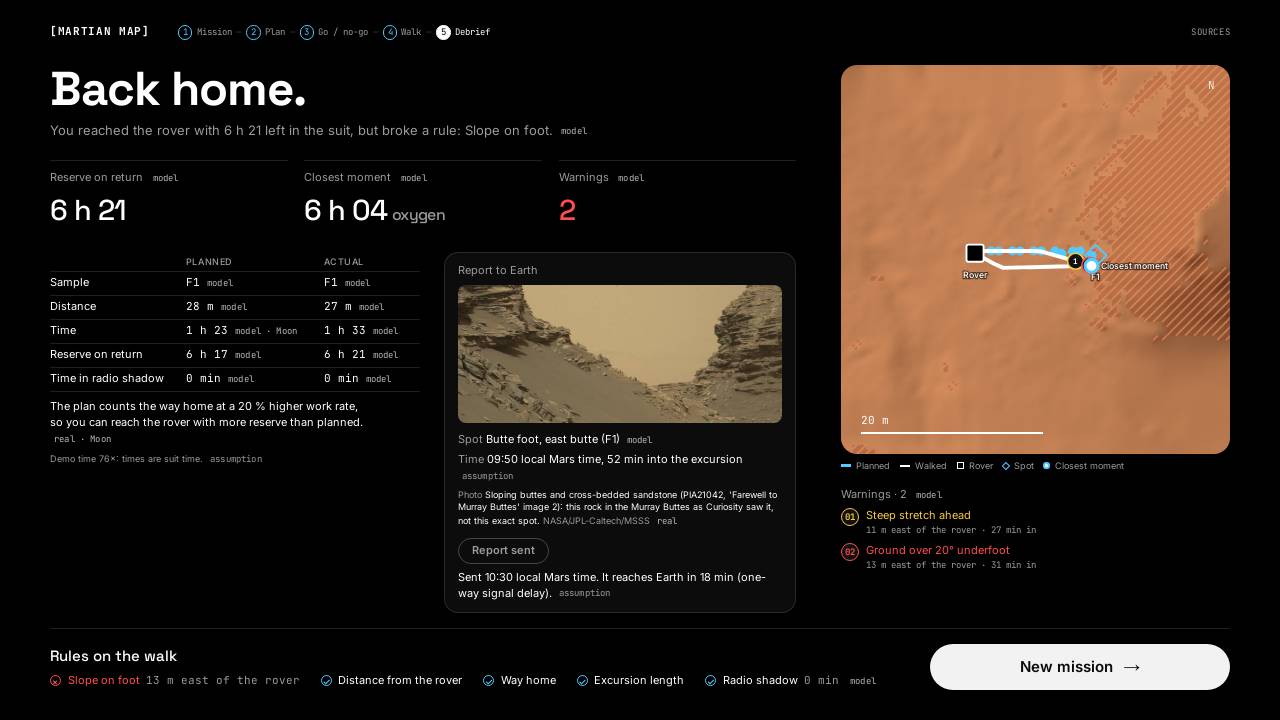 [MARTIAN MAP] 1 Mission – 2 Plan – 3 Go / no-go – 4 Walk – 5 Debrief SOURCES
Back home.
You reached the rover with 6 h 21 left in the suit, but broke a rule: Slope on foot. model
Reserve on return model
6 h 21
Closest moment model
6 h 04 oxygen
Warnings model
2
PLANNED ACTUAL
Sample F1 model F1 model
Distance 28 m model 27 m model
Time 1 h 23 model · Moon 1 h 33 model
Reserve on return 6 h 17 model 6 h 21 model
Time in radio shadow 0 min model 0 min model
The plan counts the way home at a 20 % higher work rate,
so you can reach the rover with more reserve than planned.
real · Moon
Demo time 76×: times are suit time. assumption
Report to Earth
Spot Butte foot, east butte (F1) model
Time 09:50 local Mars time, 52 min into the excursion
assumption
Photo Sloping buttes and cross-bedded sandstone (PIA21042, 'Farewell to
Murray Buttes' image 2): this rock in the Murray Buttes as Curiosity saw it,
not this exact spot. NASA/JPL-Caltech/MSSS real
Report sent
Sent 10:30 local Mars time. It reaches Earth in 18 min (one-
way signal delay). assumption
N
1
Rover
Closest moment
F1
20 m
Planned Walked Rover Spot Closest moment
Warnings · 2 model
01 Steep stretch ahead
11 m east of the rover · 27 min in
02 Ground over 20° underfoot
13 m east of the rover · 31 min in
Rules on the walk
Slope on foot 13 m east of the rover Distance from the rover Way home Excursion length Radio shadow 0 min model
New mission →